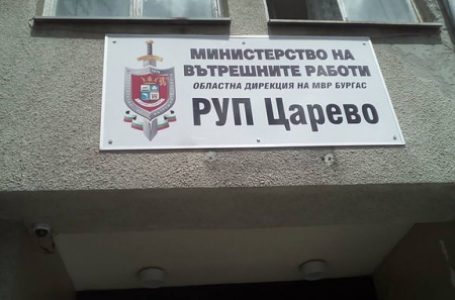 МИНИСТЕРСТВО НА
ВЪТРЕШНИТЕ РАБОТИ
ОБЛАСТНА ДИРЕКЦИЯ НА МВР БУРГАС
РУП Царево